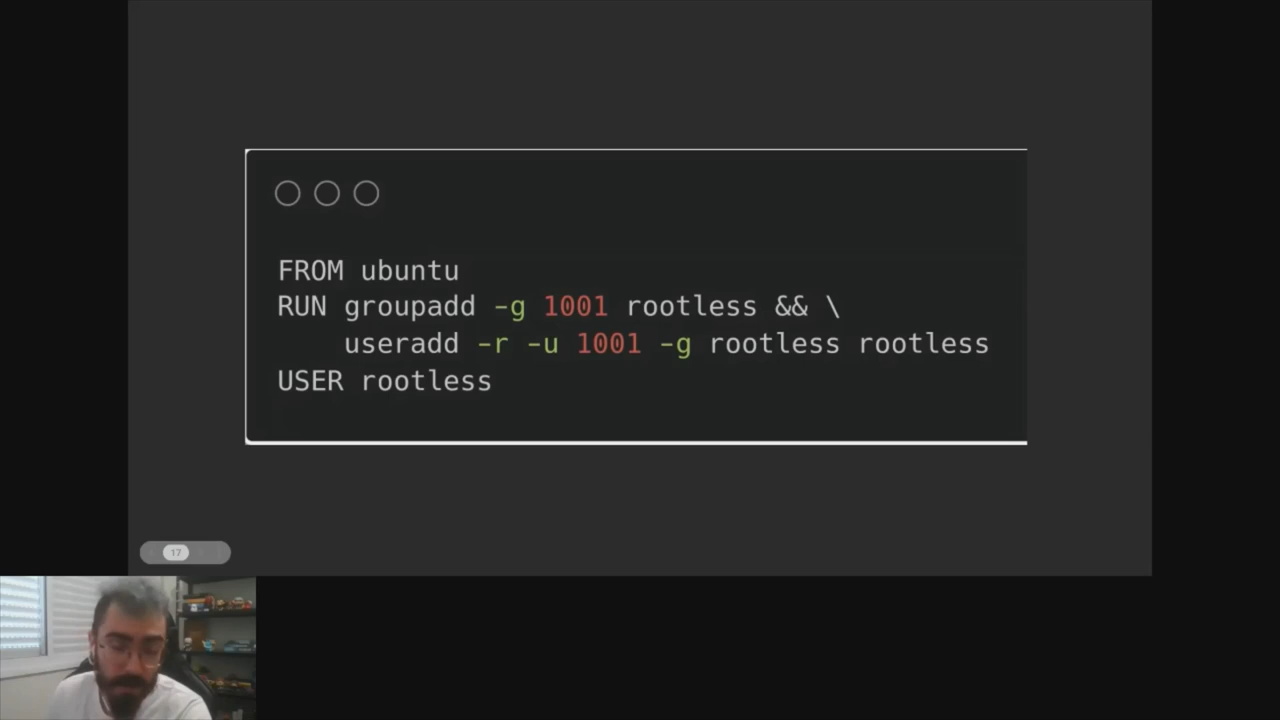 FROM ubuntu
RUN groupadd -g 1001 rootless && \
    useradd -r -u 1001 -g rootless rootless
USER rootless
17